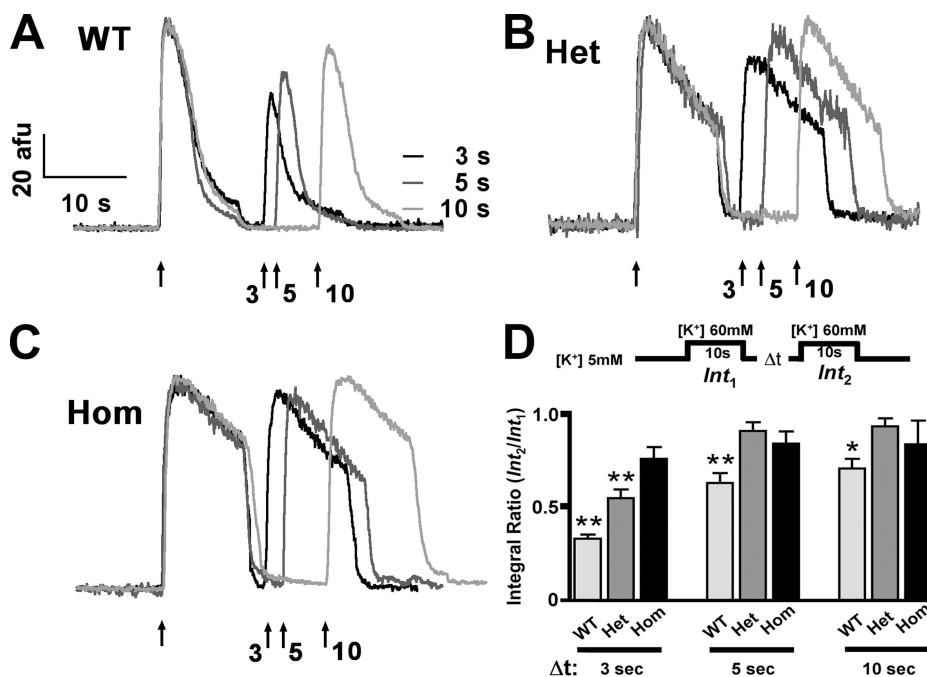 A WT
20 afu
10 s
3 s
5 s
10 s
3 5 10
B
Het
3 5 10
C
Hom
3 5 10
D
[K+] 60mM [K+] 60mM
[K+] 5mM 10s Δt 10s
Int1 Int2
Integral Ratio (Int2/Int1)
1.0
0.5
0
** ** ** *
WT Het Hom WT Het Hom WT Het Hom
Δt: 3 sec 5 sec 10 sec